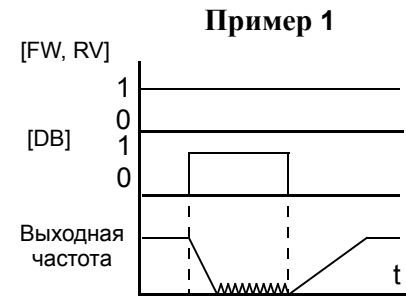 Пример 1
[FW, RV]
1
0
[DB]
1
0
Выходная
частота
t